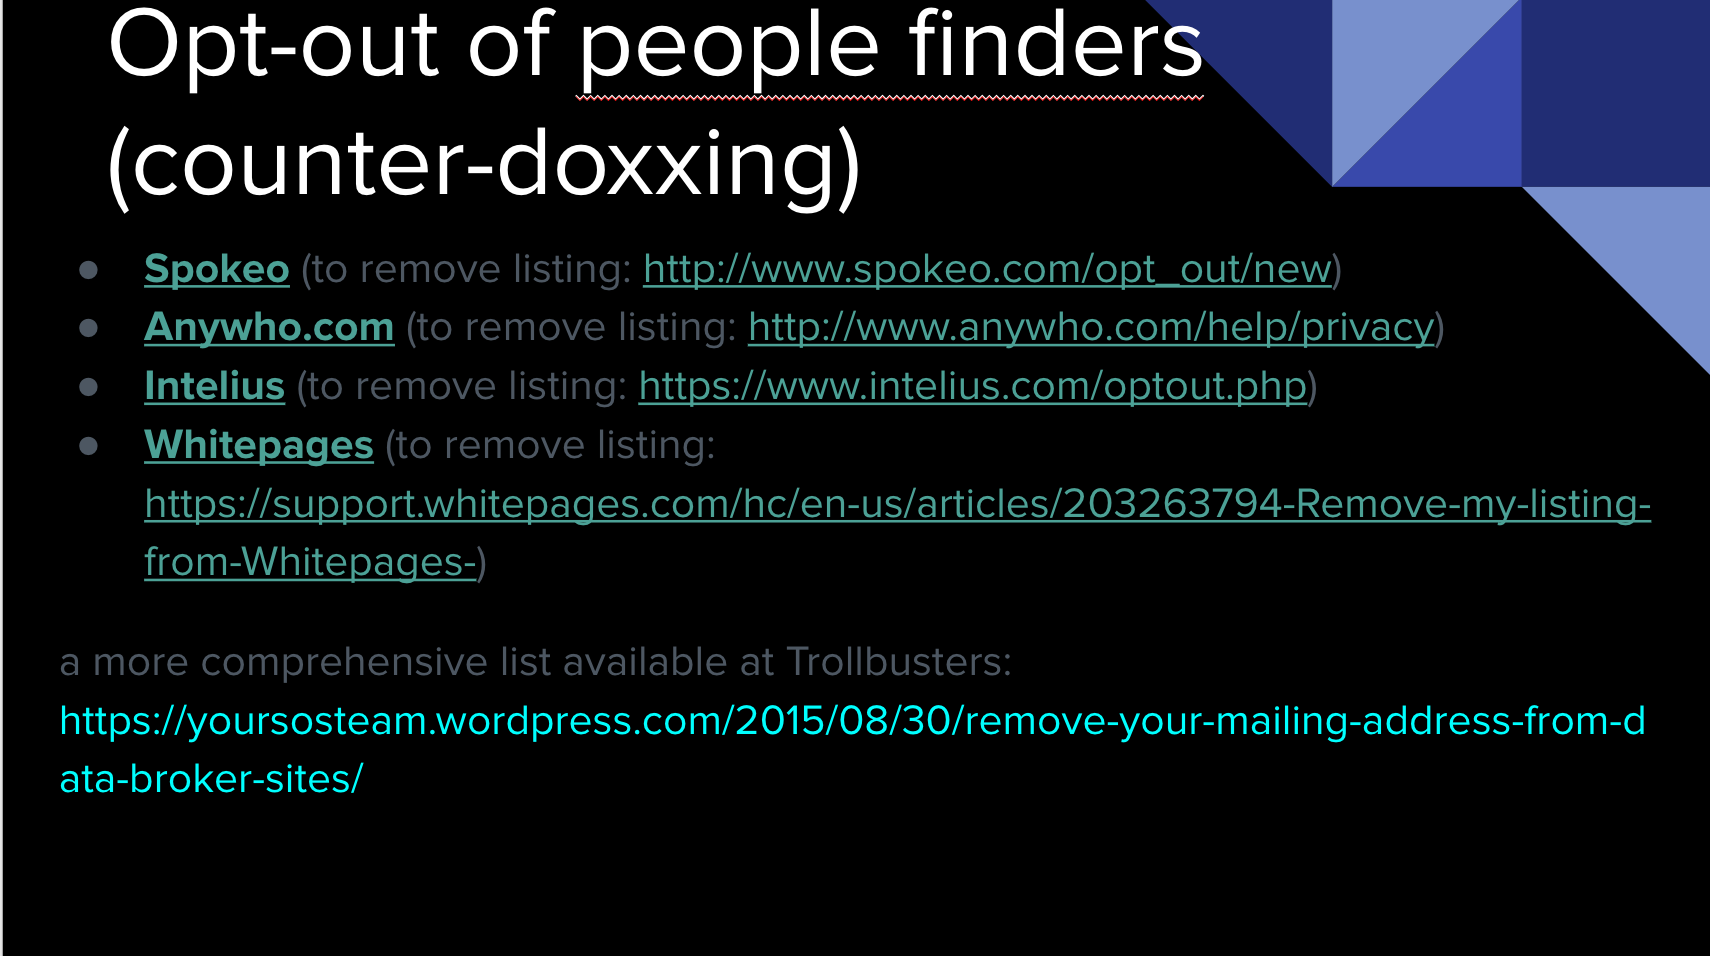 Opt-out of people finders
(counter-doxxing)
● Spokeo (to remove listing: http://www.spokeo.com/opt_out/new)
● Anywho.com (to remove listing: http://www.anywho.com/help/privacy)
● Intelius (to remove listing: https://www.intelius.com/optout.php)
● Whitepages (to remove listing:
https://support.whitepages.com/hc/en-us/articles/203263794-Remove-my-listing-
from-Whitepages-)
a more comprehensive list available at Trollbusters:
https://yoursosteam.wordpress.com/2015/08/30/remove-your-mailing-address-from-d
ata-broker-sites/